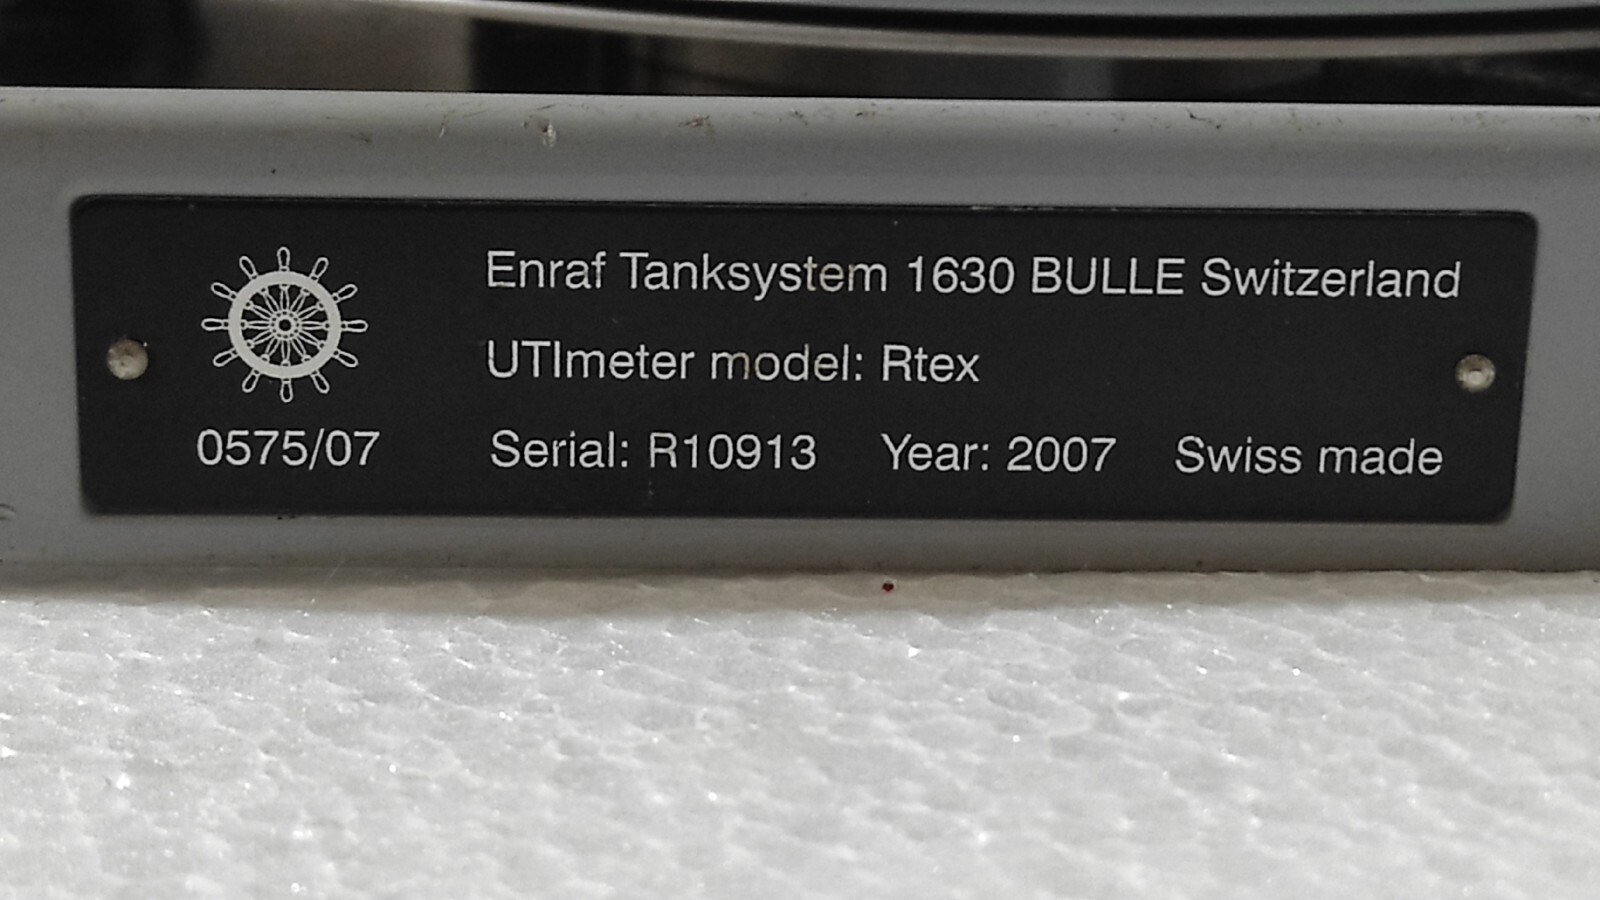 Enraf Tanksystem 1630 BULLE Switzerland
UTImeter model: Rtex
0575/07 Serial: R10913 Year: 2007 Swiss made